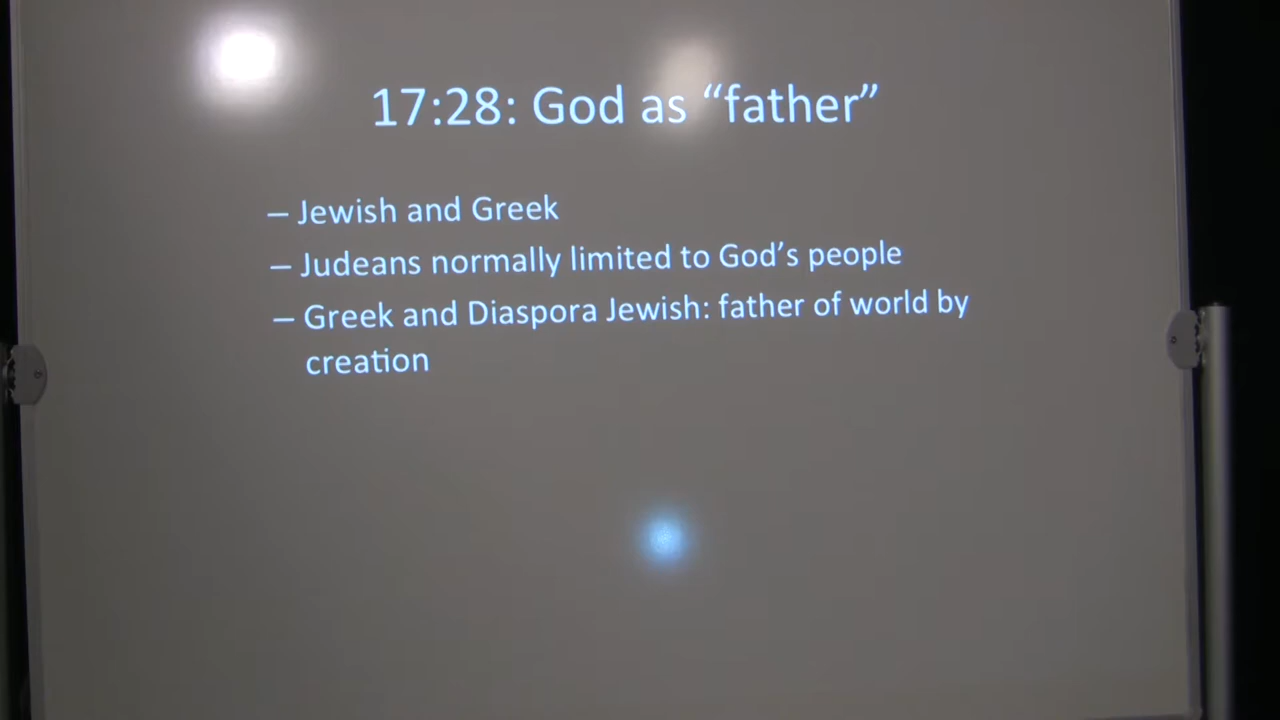 17:28: God as “father”
– Jewish and Greek
– Judeans normally limited to God’s people
– Greek and Diaspora Jewish: father of world by
creation